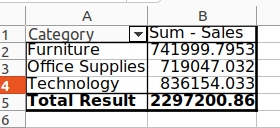 A B
1 Category Sum - Sales
2 Furniture 741999.7953
3 Office Supplies 719047.032
4 Technology 836154.033
5 Total Result 2297200.86
6